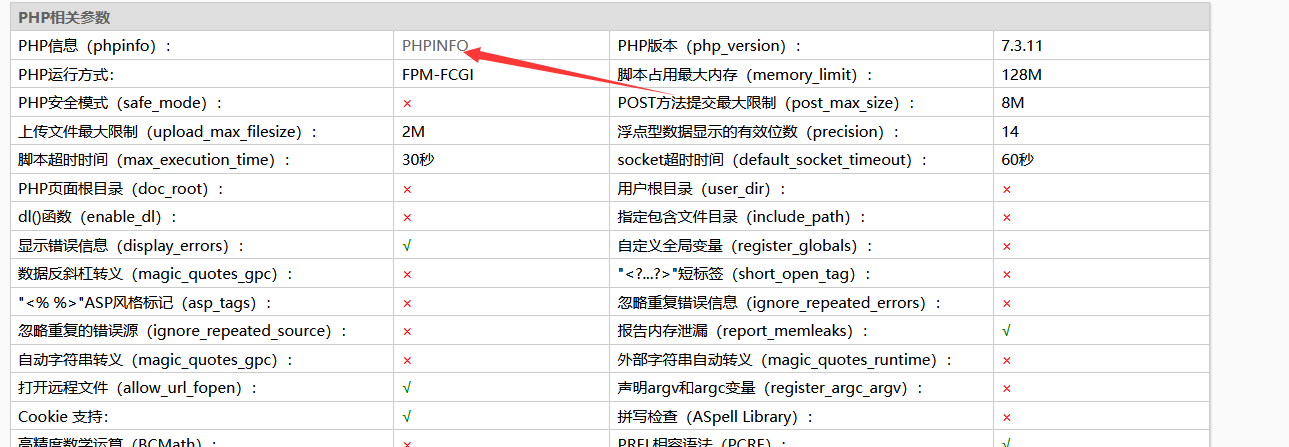 PHP相关参数
PHP信息（phpinfo）： PHPINFO PHP版本（php_version）： 7.3.11
PHP运行方式： FPM-FCGI 脚本占用最大内存（memory_limit）： 128M
PHP安全模式（safe_mode）： × POST方法提交最大限制（post_max_size）： 8M
上传文件最大限制（upload_max_filesize）： 2M 浮点型数据显示的有效位数（precision）： 14
脚本超时时间（max_execution_time）： 30秒 socket超时时间（default_socket_timeout）： 60秒
PHP页面根目录（doc_root）： × 用户根目录（user_dir）： ×
dl()函数（enable_dl）： × 指定包含文件目录（include_path）： ×
显示错误信息（display_errors）： √ 自定义全局变量（register_globals）： ×
数据反斜杠转义（magic_quotes_gpc）： × "<?...?>"短标签（short_open_tag）： ×
"<% %>"ASP风格标记（asp_tags）： × 忽略重复错误信息（ignore_repeated_errors）： ×
忽略重复的错误源（ignore_repeated_source）： × 报告内存泄漏（report_memleaks）： √
自动字符串转义（magic_quotes_gpc）： × 外部字符串自动转义（magic_quotes_runtime）： ×
打开远程文件（allow_url_fopen）： √ 声明argv和argc变量（register_argc_argv）： ×
Cookie 支持： √ 拼写检查（ASpell Library）： ×
高精度数学运算（BCMath）： × PREL相容语法（PCRE）： √